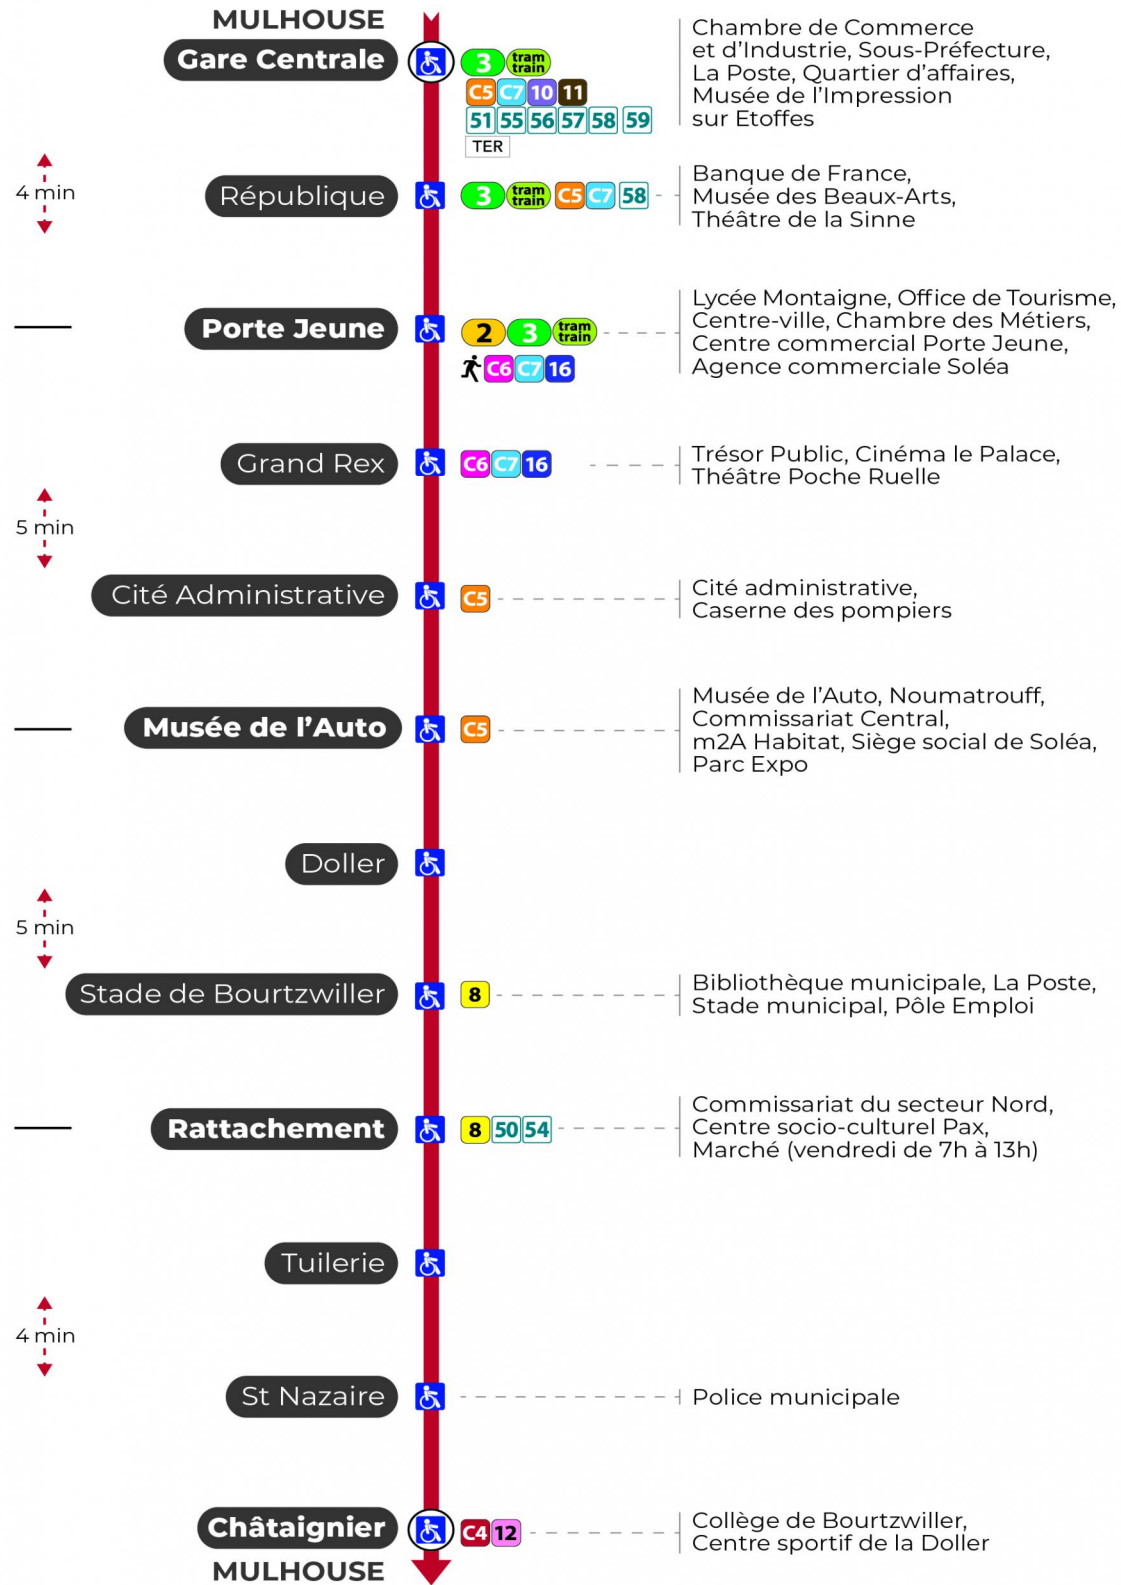 MULHOUSE
Gare Centrale
3 tram train
C5 C7 10 11
51 55 56 57 58 59
TER
Chambre de Commerce
et d'Industrie, Sous-Préfecture,
La Poste, Quartier d'affaires,
Musée de l'Impression
sur Etoffes
4 min
République
3 tram train C5 C7 58
Banque de France,
Musée des Beaux-Arts,
Théâtre de la Sinne
Porte Jeune
2 3 tram train
C6 C7 16
Lycée Montaigne, Office de Tourisme,
Centre-ville, Chambre des Métiers,
Centre commercial Porte Jeune,
Agence commerciale Soléa
Grand Rex
C6 C7 16
Trésor Public, Cinéma le Palace,
Théâtre Poche Ruelle
5 min
Cité Administrative
C5
Cité administrative,
Caserne des pompiers
Musée de l'Auto
C5
Musée de l'Auto, Noumatrouff,
Commissariat Central,
m2A Habitat, Siège social de Soléa,
Parc Expo
Doller
5 min
Stade de Bourtzwiller
8
Bibliothèque municipale, La Poste,
Stade municipal, Pôle Emploi
Rattachement
8 50 54
Commissariat du secteur Nord,
Centre socio-culturel Pax,
Marché (vendredi de 7h à 13h)
Tuilerie
4 min
St Nazaire
Police municipale
Châtaignier
C4 12
Collège de Bourtzwiller,
Centre sportif de la Doller
MULHOUSE